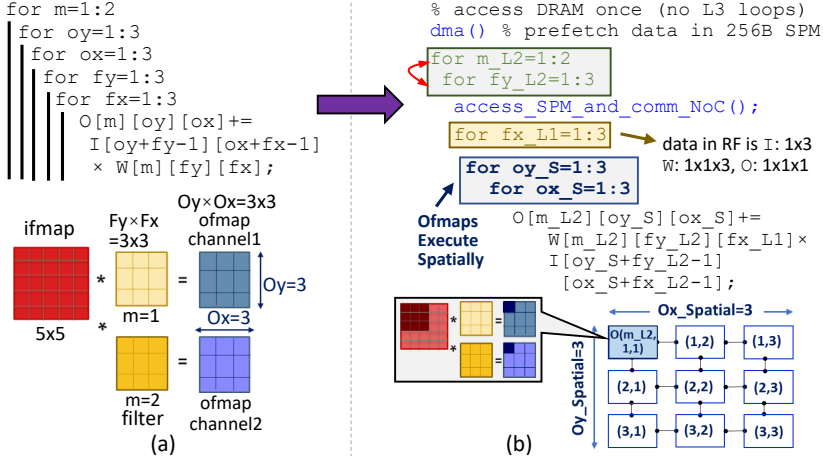 for m=1:2
for oy=1:3
for ox=1:3
for fy=1:3
for fx=1:3
O[m][oy][ox]+=
I[oy+fy-1][ox+fx-1]
× W[m][fy][fx];
ifmap
5x5
*
*
Fy×Fx
=3x3
m=1
m=2
filter
=
=
Oy×Ox=3x3
ofmap
channel1
Oy=3
Ox=3
ofmap
channel2
(a)
% access DRAM once (no L3 loops)
dma() % prefetch data in 256B SPM
for m_L2=1:2
for fy_L2=1:3
access_SPM_and_comm_NoC();
for fx_L1=1:3
data in RF is I: 1x3
W: 1x1x3, O: 1x1x1
for oy_S=1:3
for ox_S=1:3
Ofmaps
Execute
Spatially
O[m_L2][oy_S][ox_S]+=
W[m_L2][fy_L2][fx_L1]×
I[oy_S+fy_L2-1]
[ox_S+fx_L2-1];
*
=
*
=
Ox_Spatial=3
Oy_Spatial=3
O(m_L2,
1,1)
(1,2)
(1,3)
(2,1)
(2,2)
(2,3)
(3,1)
(3,2)
(3,3)
(b)